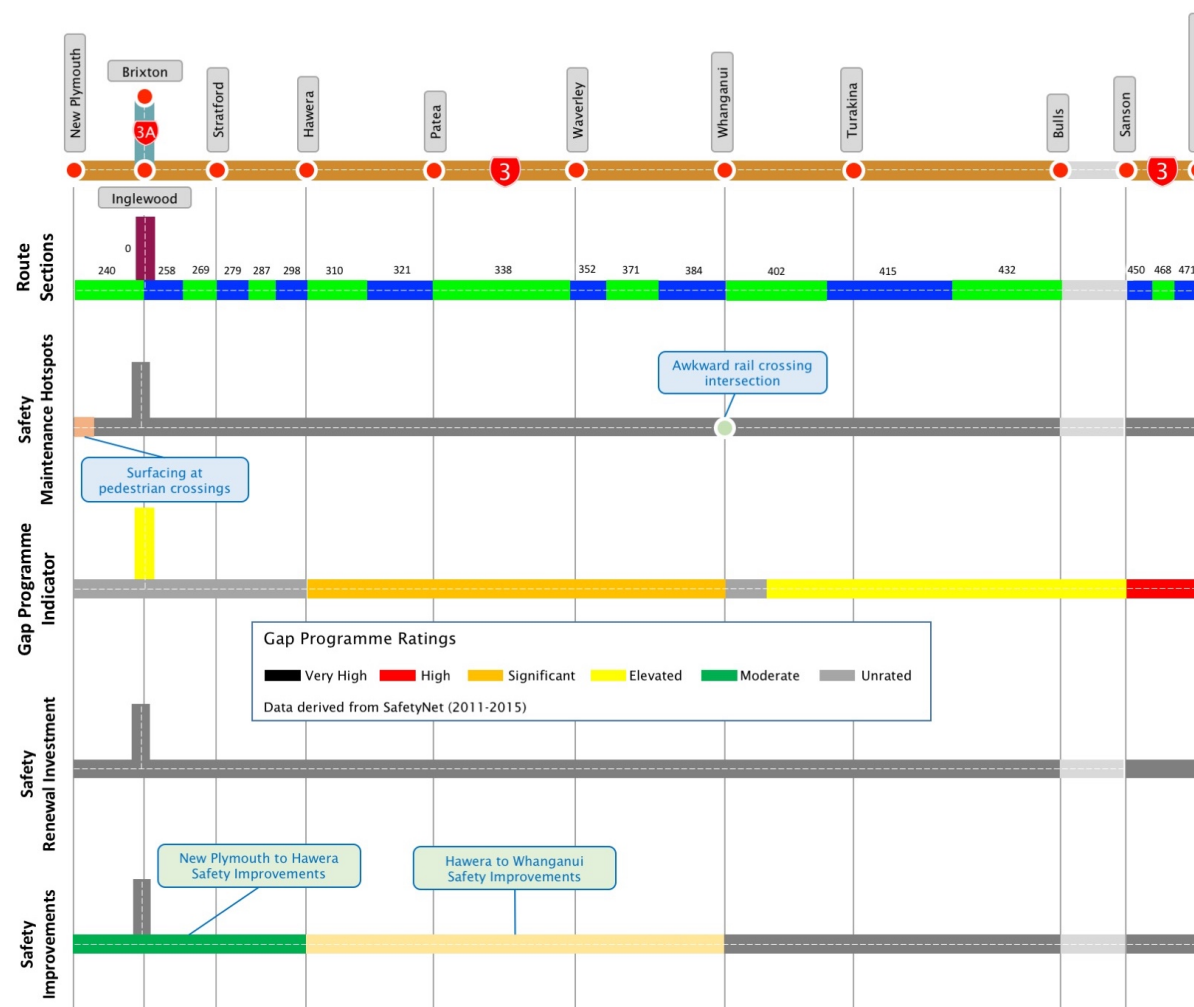 New Plymouth
Brixton
Stratford
Hawera
Patea
Waverley
Whanganui
Turakina
Bulls
Sanson
3A
3
3
Inglewood
Route
Sections
0
240
258
269
279
287
298
310
321
338
352
371
384
402
415
432
450
468
471
Safety
Maintenance Hotspots
Awkward rail crossing
intersection
Surfacing at
pedestrian crossings
Gap Programme
Indicator
Gap Programme Ratings
Very High
High
Significant
Elevated
Moderate
Unrated
Data derived from SafetyNet (2011-2015)
Safety
Renewal Investment
New Plymouth to Hawera
Safety Improvements
Hawera to Whanganui
Safety Improvements
Safety
Improvements